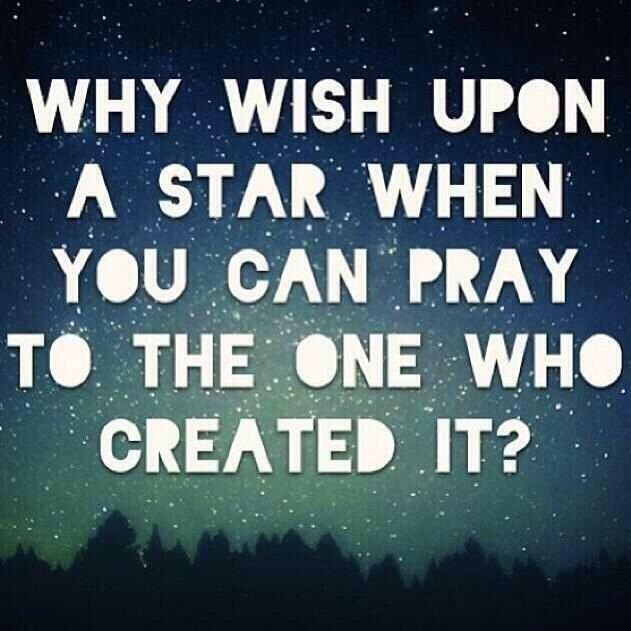 WHY WISH UPON
A STAR WHEN
YOU CAN PRAY
TO THE ONE WHO
CREATED IT?